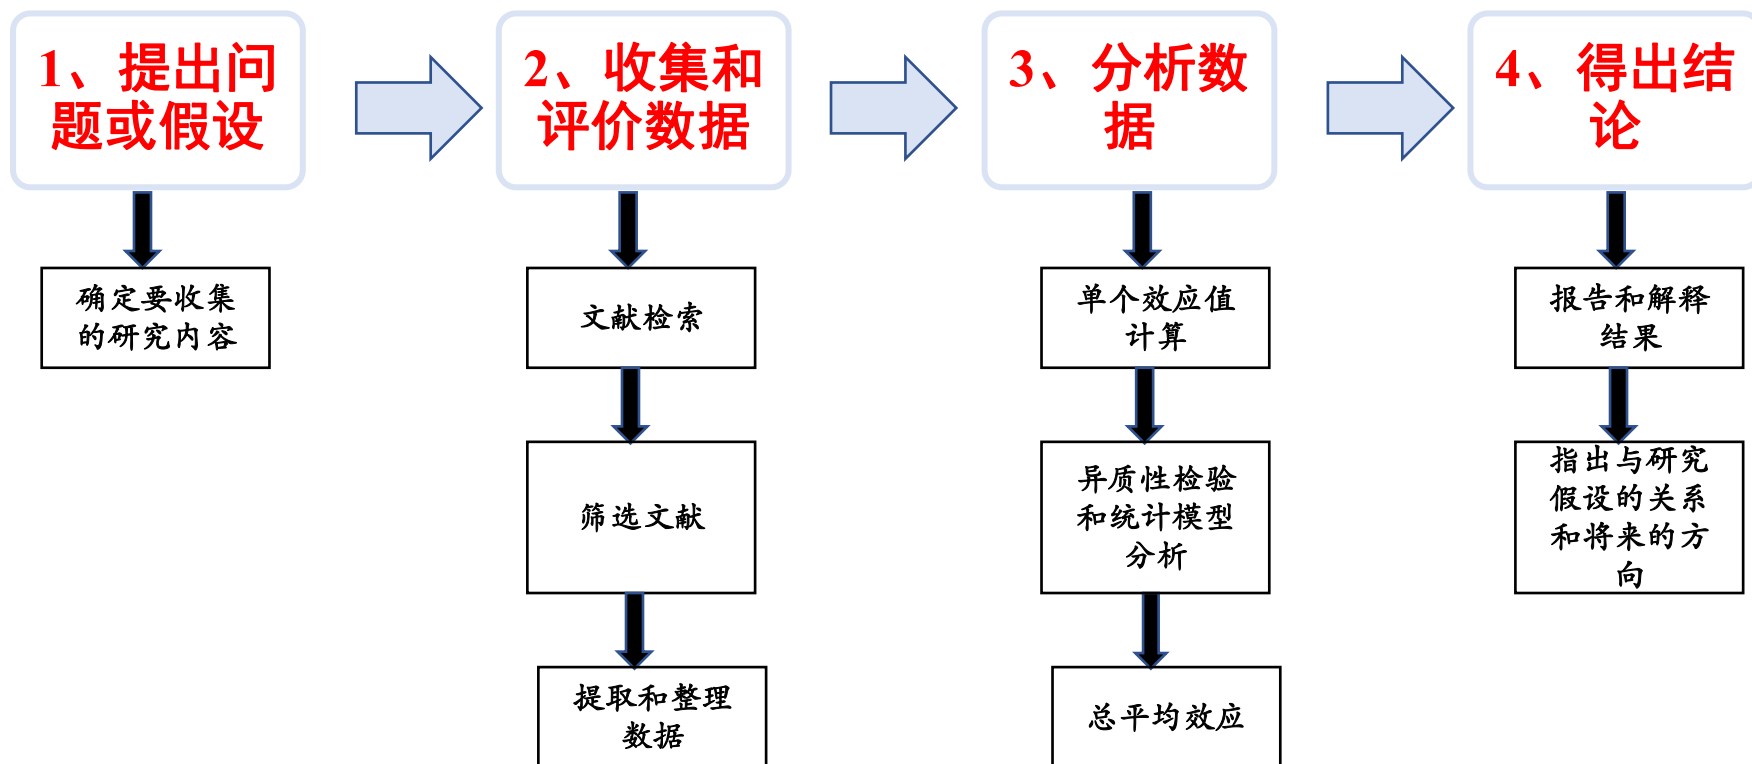 1、提出问
题或假设
2、收集和
评价数据
3、分析数
据
4、得出结
论
确定要收集
的研究内容
文献检索
筛选文献
提取和整理
数据
单个效应值
计算
异质性检验
和统计模型
分析
总平均效应
报告和解释
结果
指出与研究
假设的关系
和将来的方
向